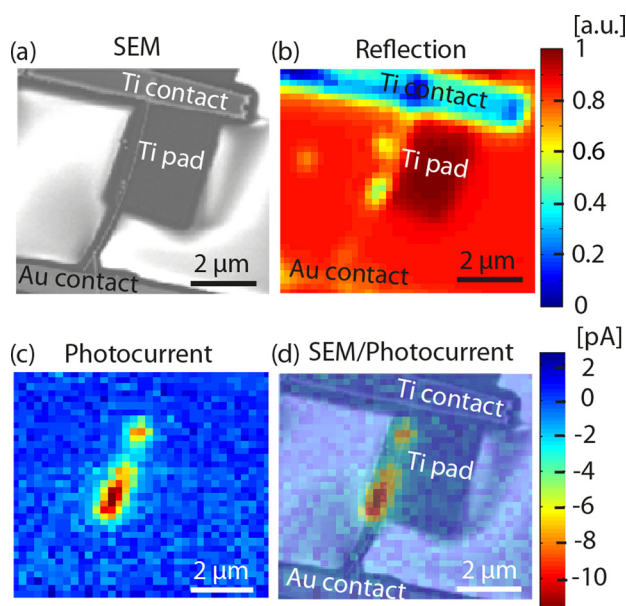 [a.u.]
(a) SEM
(b) Reflection
Ti contact
Ti pad
Au contact
2 μm
Ti contact
Ti pad
Au contact
2 μm
1
0.8
0.6
0.4
0.2
0
[pA]
(c) Photocurrent
(d) SEM/Photocurrent
2 μm
Ti contact
Ti pad
Au contact
2 μm
2
0
-2
-4
-6
-8
-10